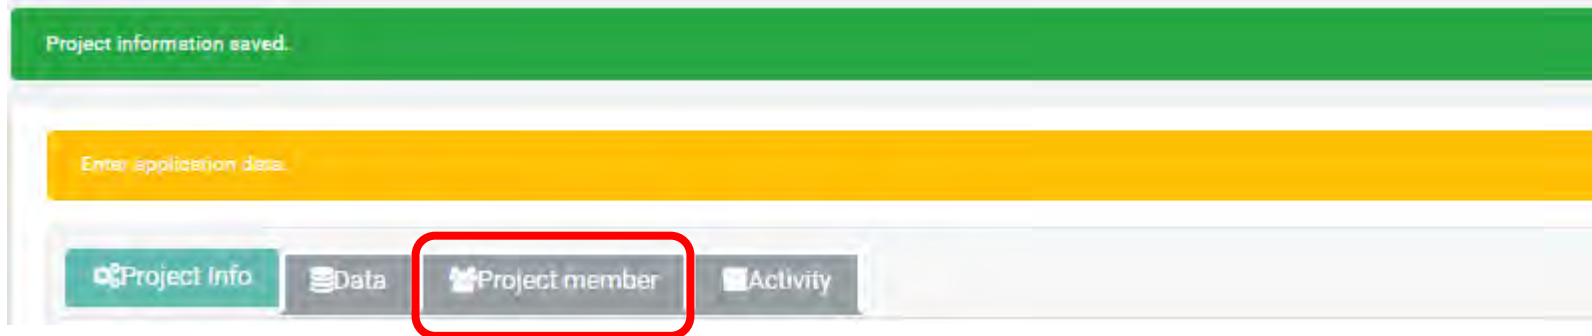 Project information saved.
Enter application data.
Project Info Data Project member Activity